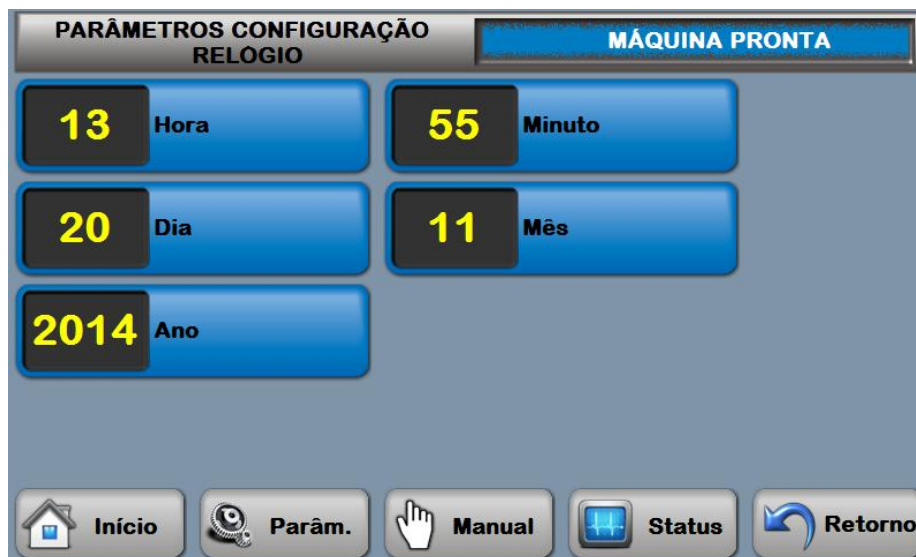 PARÂMETROS CONFIGURAÇÃO
RELOGIO
MÁQUINA PRONTA
13 Hora
55 Minuto
20 Dia
11 Mês
2014 Ano
Início
Parâm.
Manual
Status
Retorno